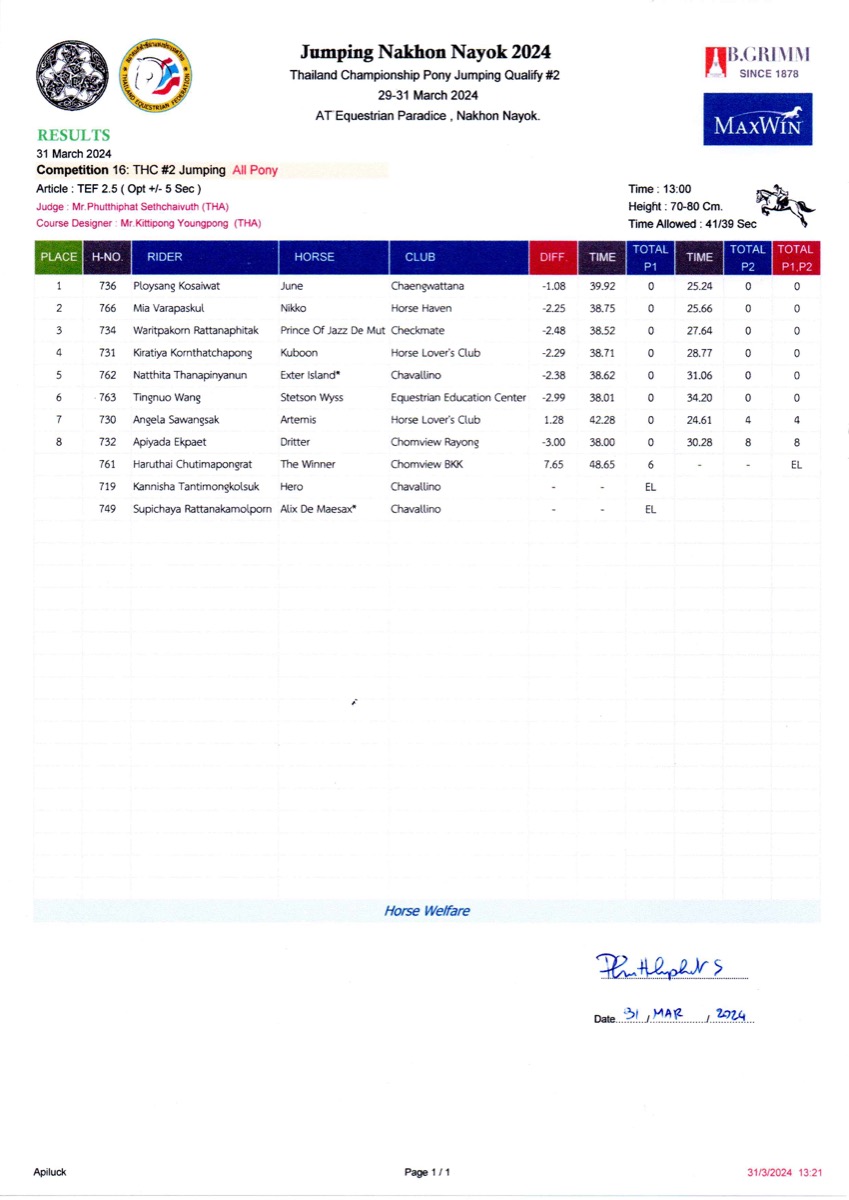 Jumping Nakhon Nayok 2024
Thailand Championship Pony Jumping Qualify #2
29-31 March 2024
AT Equestrian Paradice , Nakhon Nayok.
B.GRIMM
SINCE 1878
MAXWIN
THAILAND EQUESTRIAN FEDERATION
RESULTS
31 March 2024
Competition 16: THC #2 Jumping All Pony
Article : TEF 2.5 ( Opt +/- 5 Sec )
Judge : Mr.Phutthiphat Sethchaivuth (THA)
Course Designer : Mr.Kittipong Youngpong (THA)
Time : 13:00
Height : 70-80 Cm.
Time Allowed : 41/39 Sec
PLACE H-NO. RIDER HORSE CLUB DIFF. TIME TOTAL P1 TIME TOTAL P2 TOTAL P1,P2
1 736 Ploysang Kosaiwat June Chaengwattana -1.08 39.92 0 25.24 0 0
2 766 Mia Varapaskul Nikko Horse Haven -2.25 38.75 0 25.66 0 0
3 734 Waritpakorn Rattanaphitak Prince Of Jazz De Mut Checkmate -2.48 38.52 0 27.64 0 0
4 731 Kiratiya Kornthatchapong Kuboon Horse Lover's Club -2.29 38.71 0 28.77 0 0
5 762 Natthita Thanapinyanun Exter Island* Chavallino -2.38 38.62 0 31.06 0 0
6 763 Tingnuo Wang Stetson Wyss Equestrian Education Center -2.99 38.01 0 34.20 0 0
7 730 Angela Sawangsak Artemis Horse Lover's Club 1.28 42.28 0 24.61 4 4
8 732 Apiyada Ekpaet Dritter Chomview Rayong -3.00 38.00 0 30.28 8 8
761 Haruthai Chutimapongrat The Winner Chomview BKK 7.65 48.65 6 - - EL
719 Kannisha Tantimongkolsuk Hero Chavallino - - EL
749 Supichaya Rattanakamolporn Alix De Maesax* Chavallino - - EL
Horse Welfare
Date 31 / MAR / 2024
Apiluck
Page 1 / 1
31/3/2024 13:21